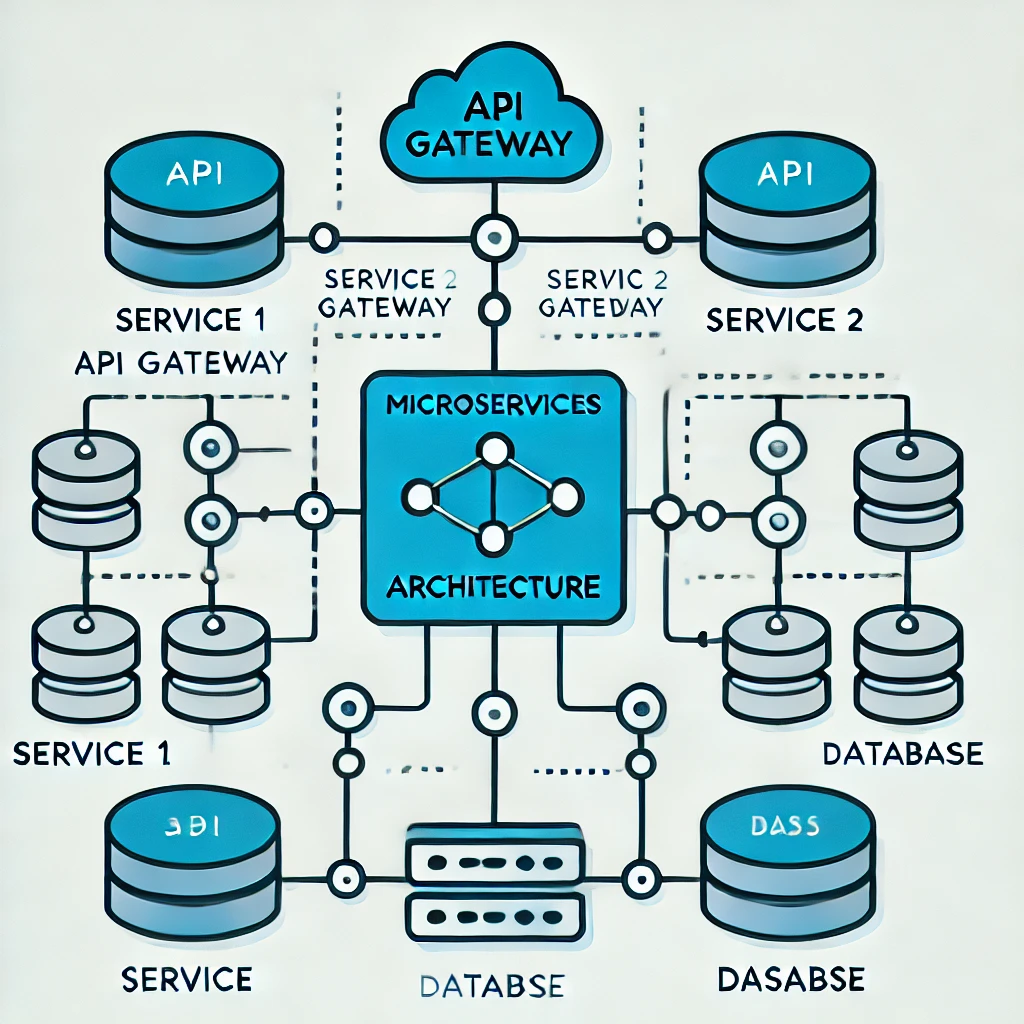 API
GATEWAY
API
API
SERVICE 2
GATEWAY
SERVIC 2
GATEDAY
SERVICE 1
SERVICE 2
API GATEWAY
MICROSERVICES
ARCHITECTURE
SERVICE 1
DATABASE
DASS
SERVICE
DATABSE
DASABSE